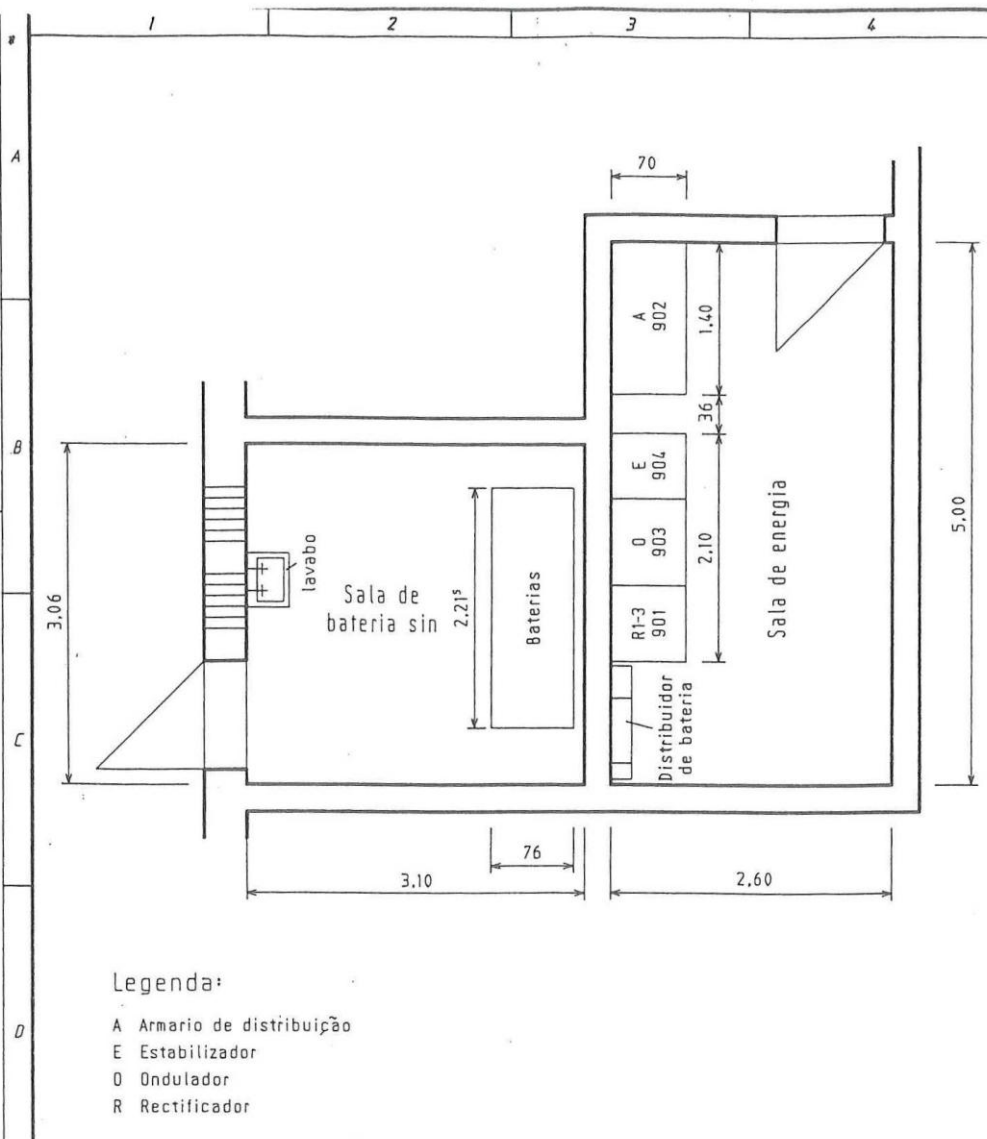 1 2 3 4
A
B
C
D
70
A
902
1.40
36
E
904
O
903
2.10
R1-3
901
5.00
Sala de energia
3.06
lavabo
Sala de
bateria sin
2.21⁵
Baterias
Distribuidor
de bateria
76
3.10
2.60
Legenda:
A Armario de distribuição
E Estabilizador
O Ondulador
R Rectificador